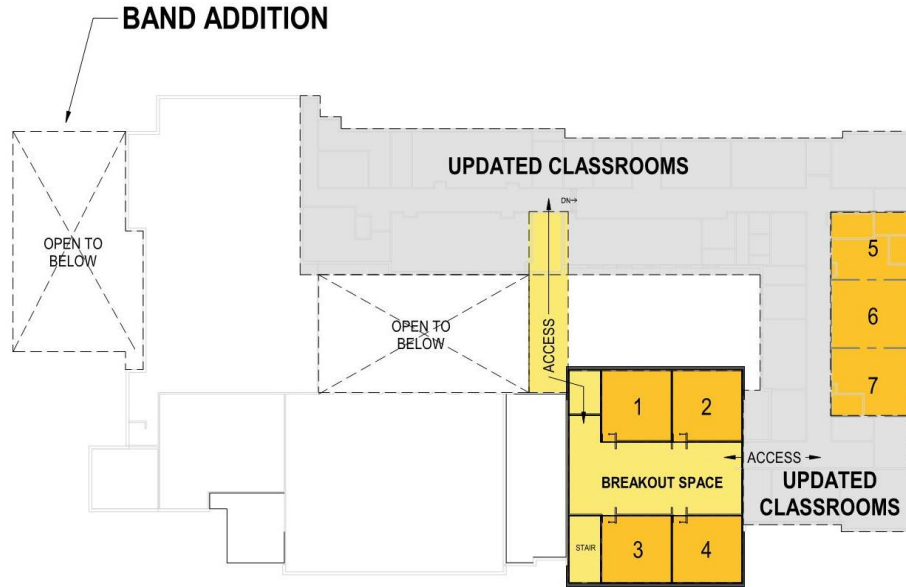 BAND ADDITION
UPDATED CLASSROOMS
DN
5
OPEN TO
BELOW
6
OPEN TO
BELOW
ACCESS
7
1
2
ACCESS
BREAKOUT SPACE
UPDATED
CLASSROOMS
STAIR
3
4